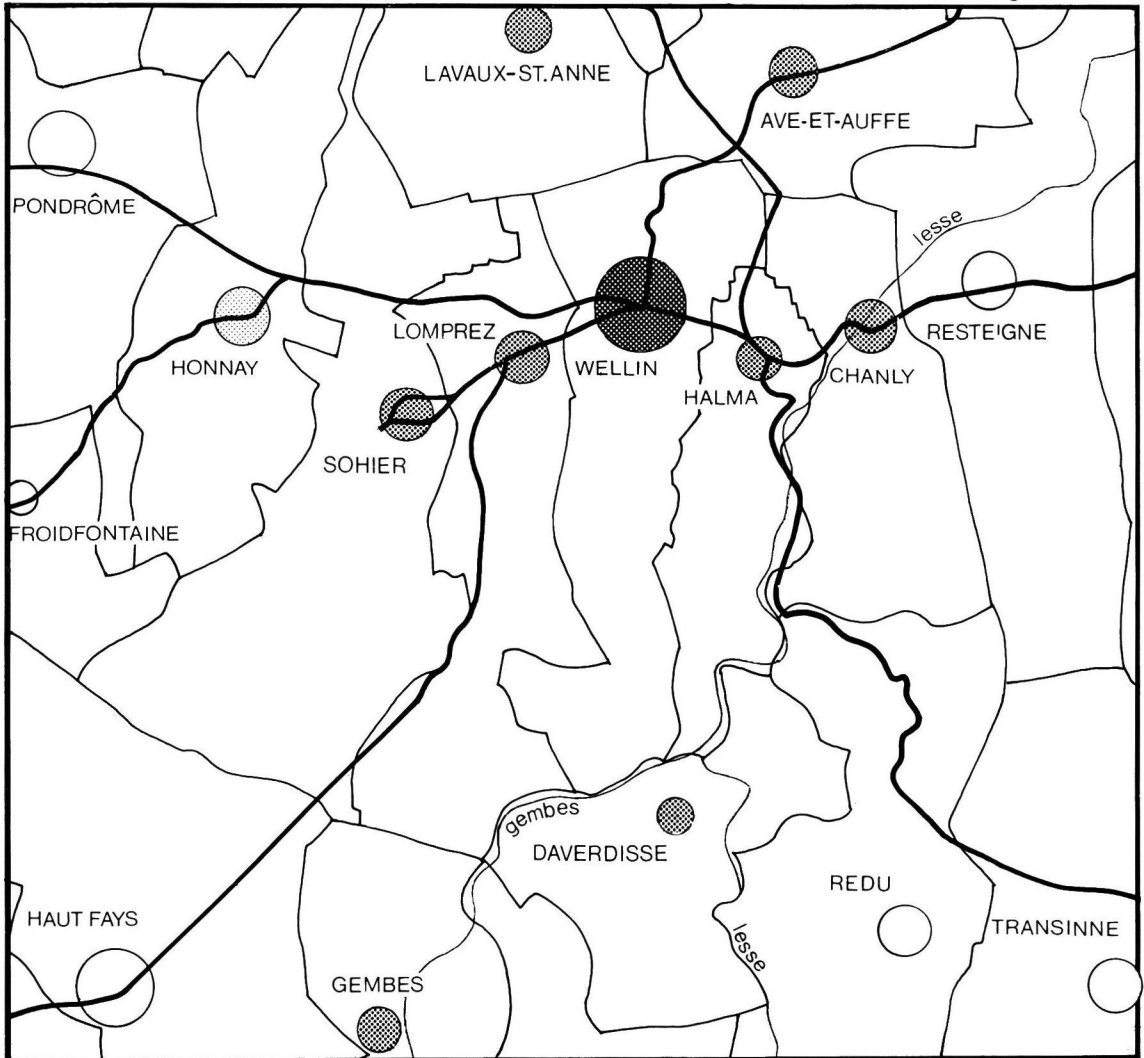 LAVAUX-ST.ANNE
AVE-ET-AUFFE
PONDRÔME
lesse
LOMPREZ
RESTEIGNE
HONNAY
WELLIN
CHANLY
HALMA
SOHIER
FROIDFONTAINE
gembes
DAVERDISSE
REDU
HAUT FAYS
TRANSINNE
lesse
GEMBES